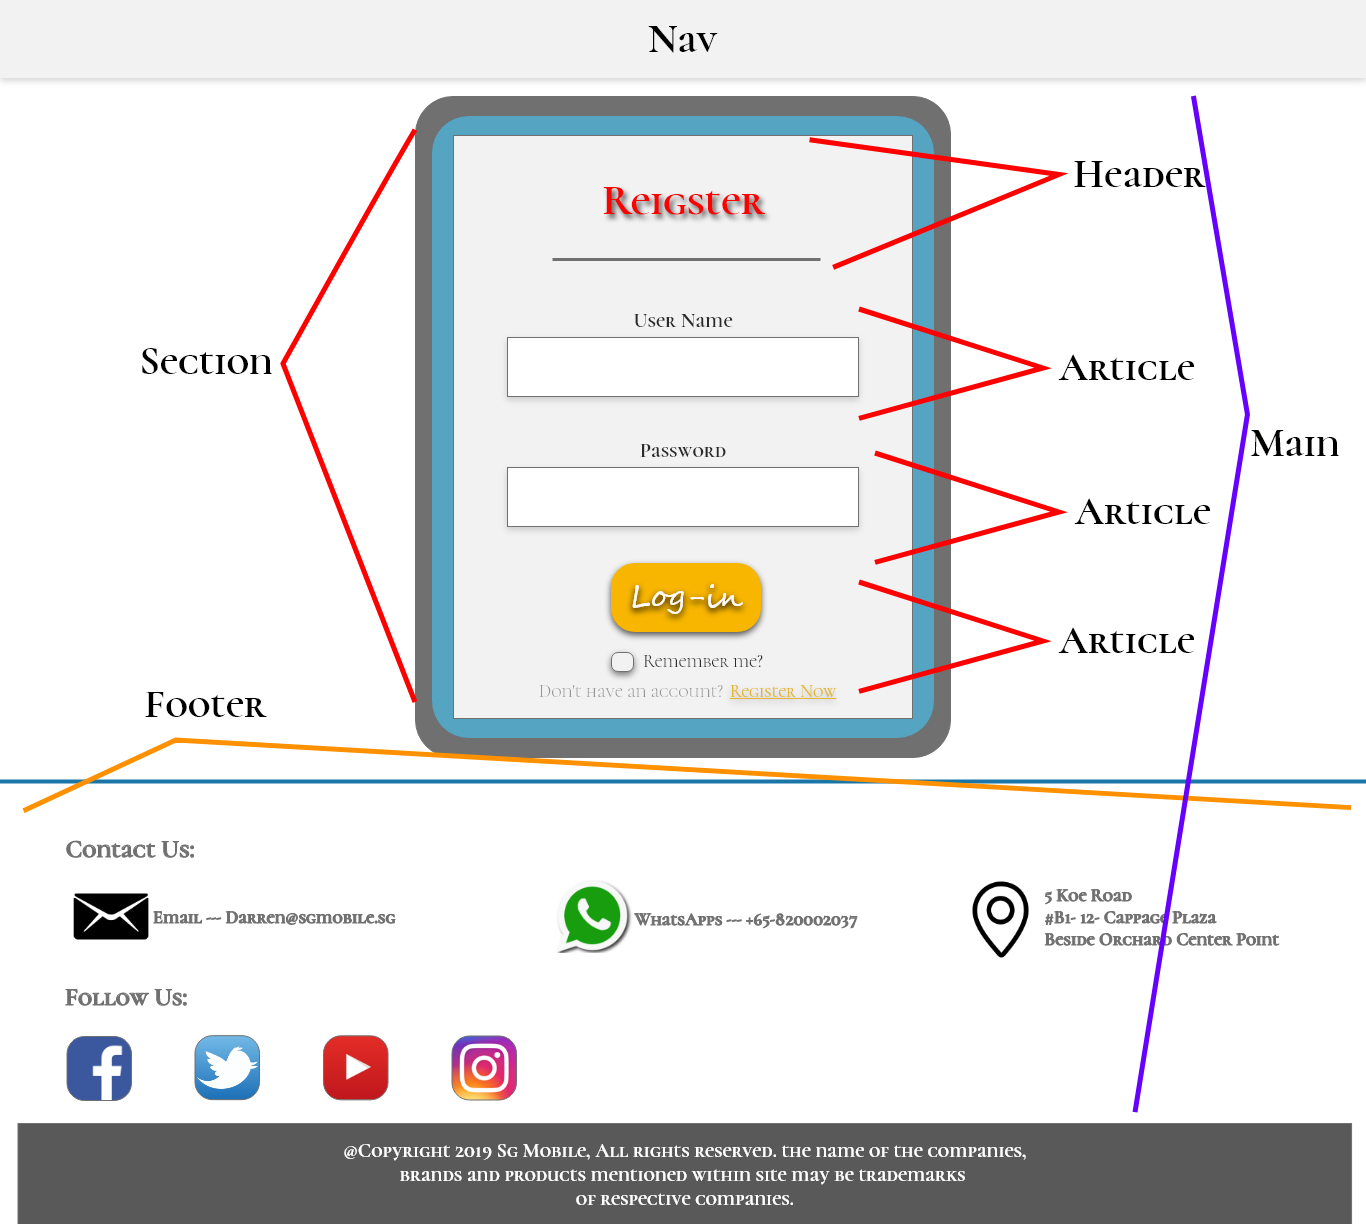 Nav
Header
Reigster
User Name
Section
Article
Main
Password
Article
Log-in
Article
Remember me?
Don't have an account? Register Now
Footer
Contact Us:
Email --- Darren@sgmobile.sg
WhatsApps --- +65-820002037
5 Koe Road
#B1- 12- Cappage Plaza
Beside Orchard Center Point
Follow Us:
@Copyright 2019 Sg Mobile, All rights reserved. the name of the companies,
brands and products mentioned within site may be trademarks
of respective companies.